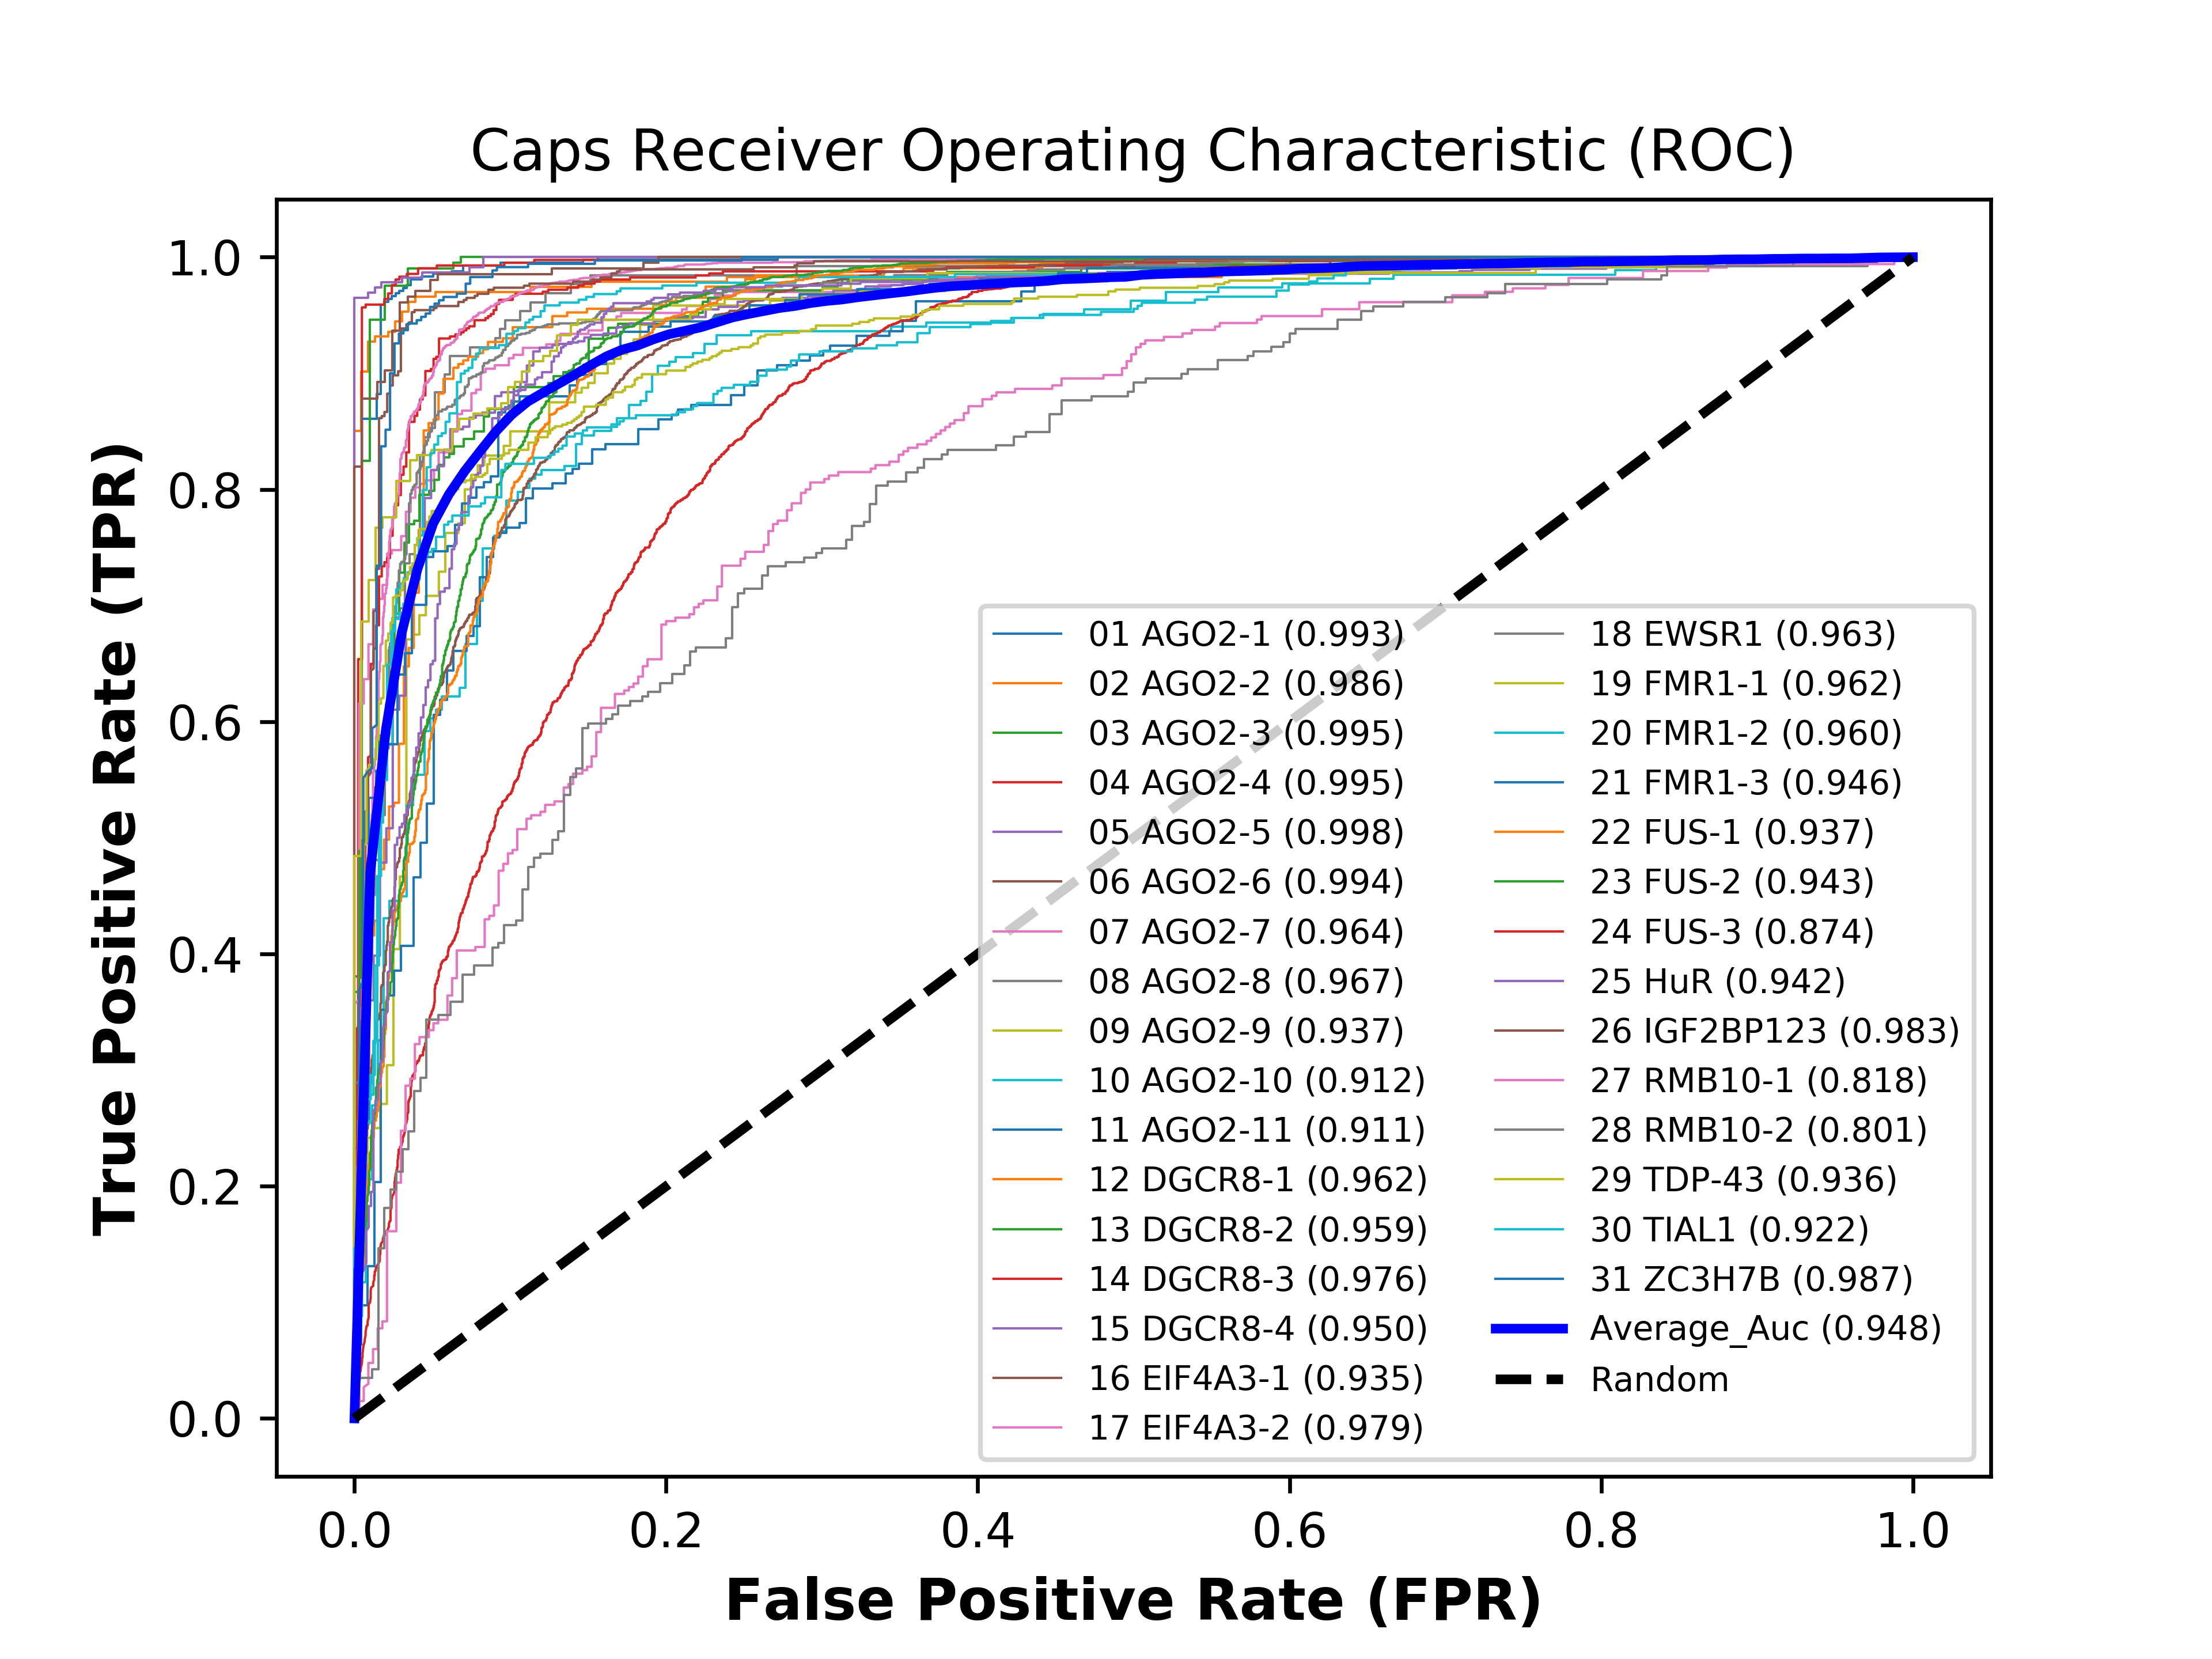 Caps Receiver Operating Characteristic (ROC)
True Positive Rate (TPR)
1.0
0.8
0.6
0.4
0.2
0.0
01 AGO2-1 (0.993)
02 AGO2-2 (0.986)
03 AGO2-3 (0.995)
04 AGO2-4 (0.995)
05 AGO2-5 (0.998)
06 AGO2-6 (0.994)
07 AGO2-7 (0.964)
08 AGO2-8 (0.967)
09 AGO2-9 (0.937)
10 AGO2-10 (0.912)
11 AGO2-11 (0.911)
12 DGCR8-1 (0.962)
13 DGCR8-2 (0.959)
14 DGCR8-3 (0.976)
15 DGCR8-4 (0.950)
16 EIF4A3-1 (0.935)
17 EIF4A3-2 (0.979)
18 EWSR1 (0.963)
19 FMR1-1 (0.962)
20 FMR1-2 (0.960)
21 FMR1-3 (0.946)
22 FUS-1 (0.937)
23 FUS-2 (0.943)
24 FUS-3 (0.874)
25 HuR (0.942)
26 IGF2BP123 (0.983)
27 RMB10-1 (0.818)
28 RMB10-2 (0.801)
29 TDP-43 (0.936)
30 TIAL1 (0.922)
31 ZC3H7B (0.987)
Average_Auc (0.948)
Random
0.0 0.2 0.4 0.6 0.8 1.0
False Positive Rate (FPR)